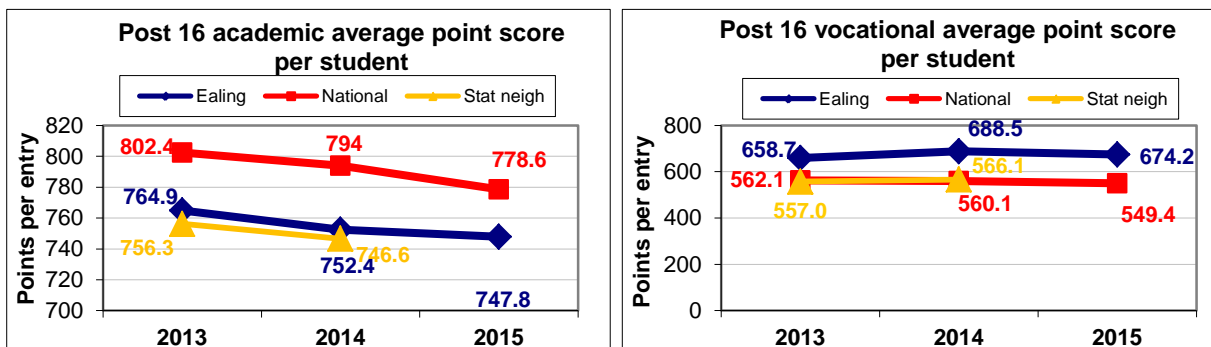 Post 16 academic average point score
per student
Ealing National Stat neigh
Points per entry
820
800
780
760
740
720
700
802.4
794
778.6
764.9
752.4
747.8
756.3
746.6
2013 2014 2015
Post 16 vocational average point score
per student
Ealing National Stat neigh
Points per entry
800
600
400
200
0
658.7
688.5
674.2
562.1
560.1
549.4
557.0
566.1
2013 2014 2015